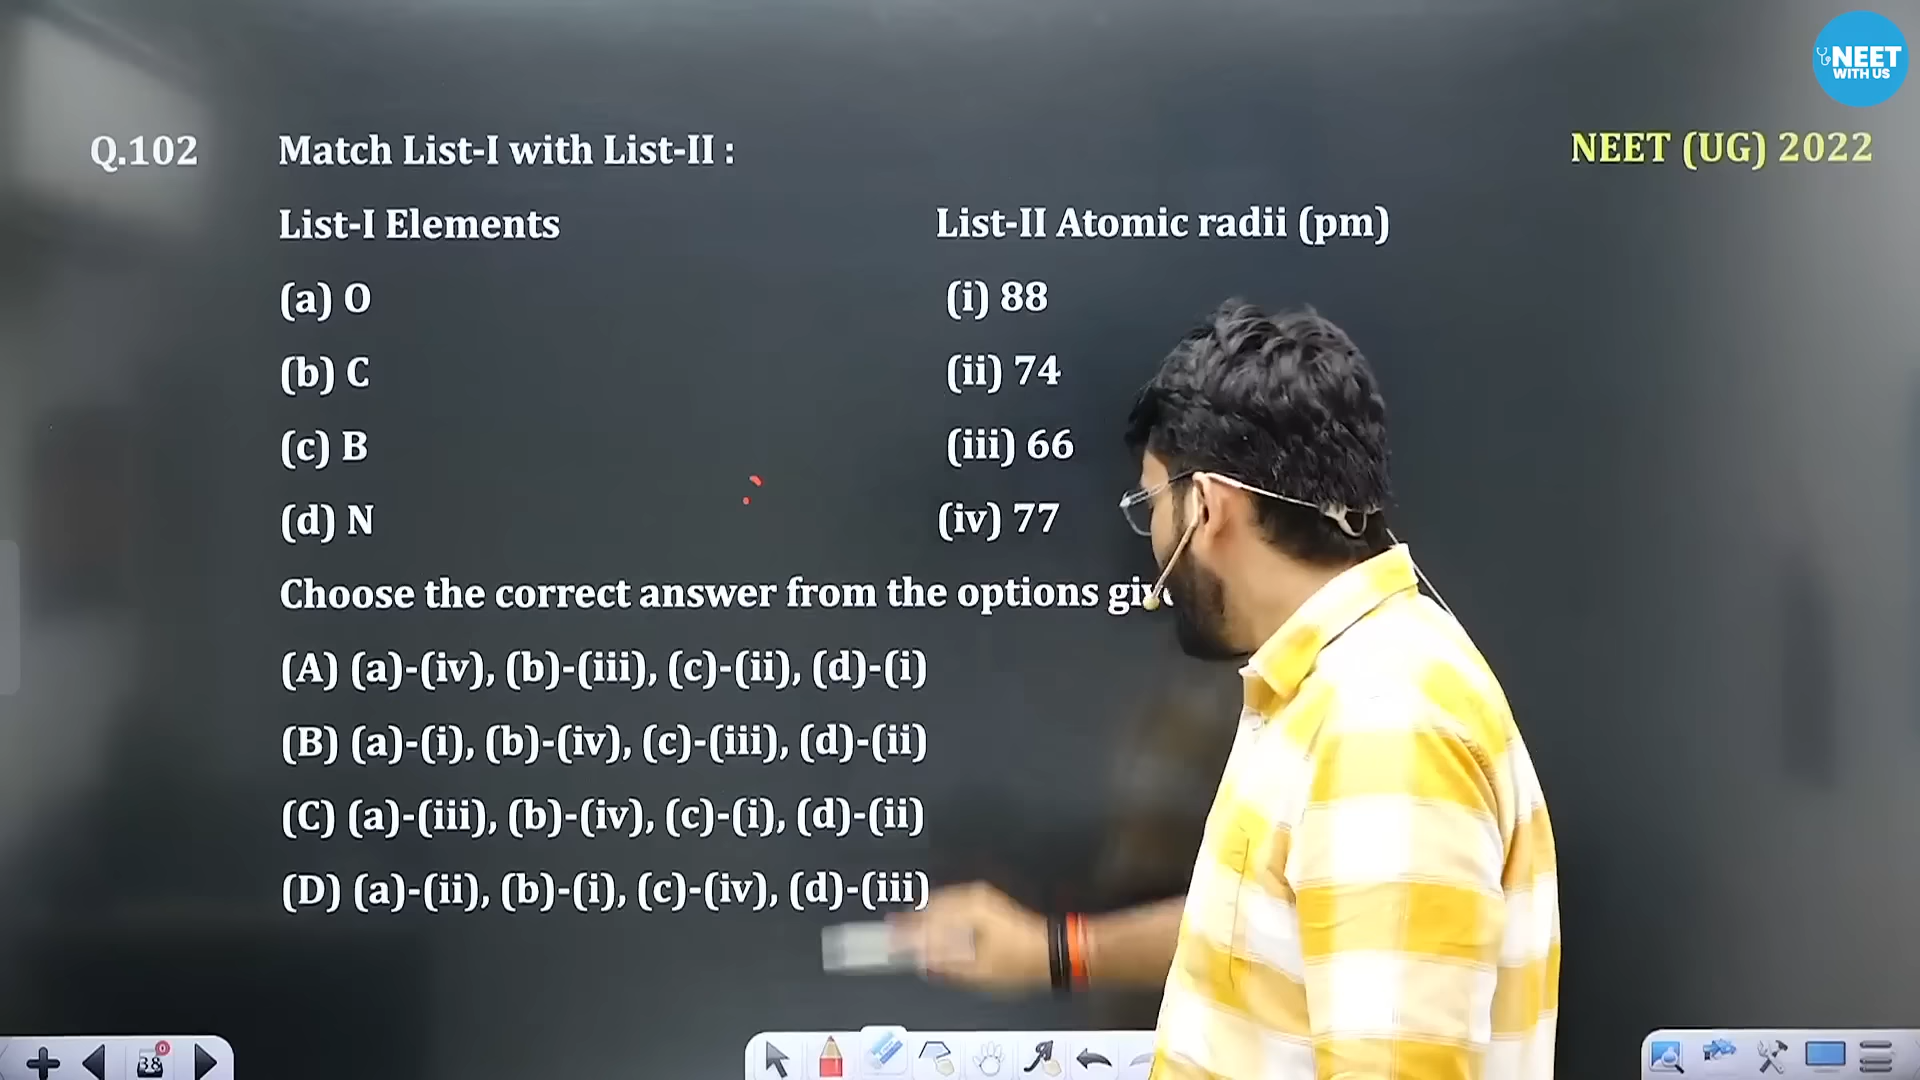 NEET
WITH US
Q.102 Match List-I with List-II : NEET (UG) 2022
List-I Elements List-II Atomic radii (pm)
(a) O (i) 88
(b) C (ii) 74
(c) B (iii) 66
(d) N (iv) 77
Choose the correct answer from the options
(A) (a)-(iv), (b)-(iii), (c)-(ii), (d)-(i)
(B) (a)-(i), (b)-(iv), (c)-(iii), (d)-(ii)
(C) (a)-(iii), (b)-(iv), (c)-(i), (d)-(ii)
(D) (a)-(ii), (b)-(i), (c)-(iv), (d)-(iii)
38